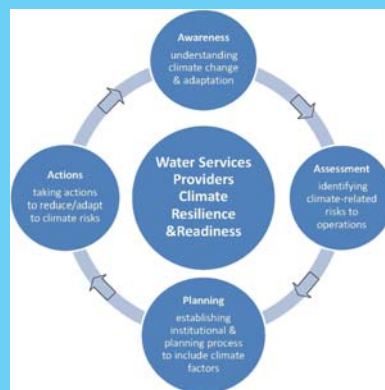 Awareness
understanding
climate change
& adaptation
Assessment
identifying
climate-related
risks to
operations
Planning
establishing
institutional &
planning process
to include climate
factors
Actions
taking actions
to reduce/adapt
to climate risks
Water Services
Providers
Climate
Resilience
&Readiness